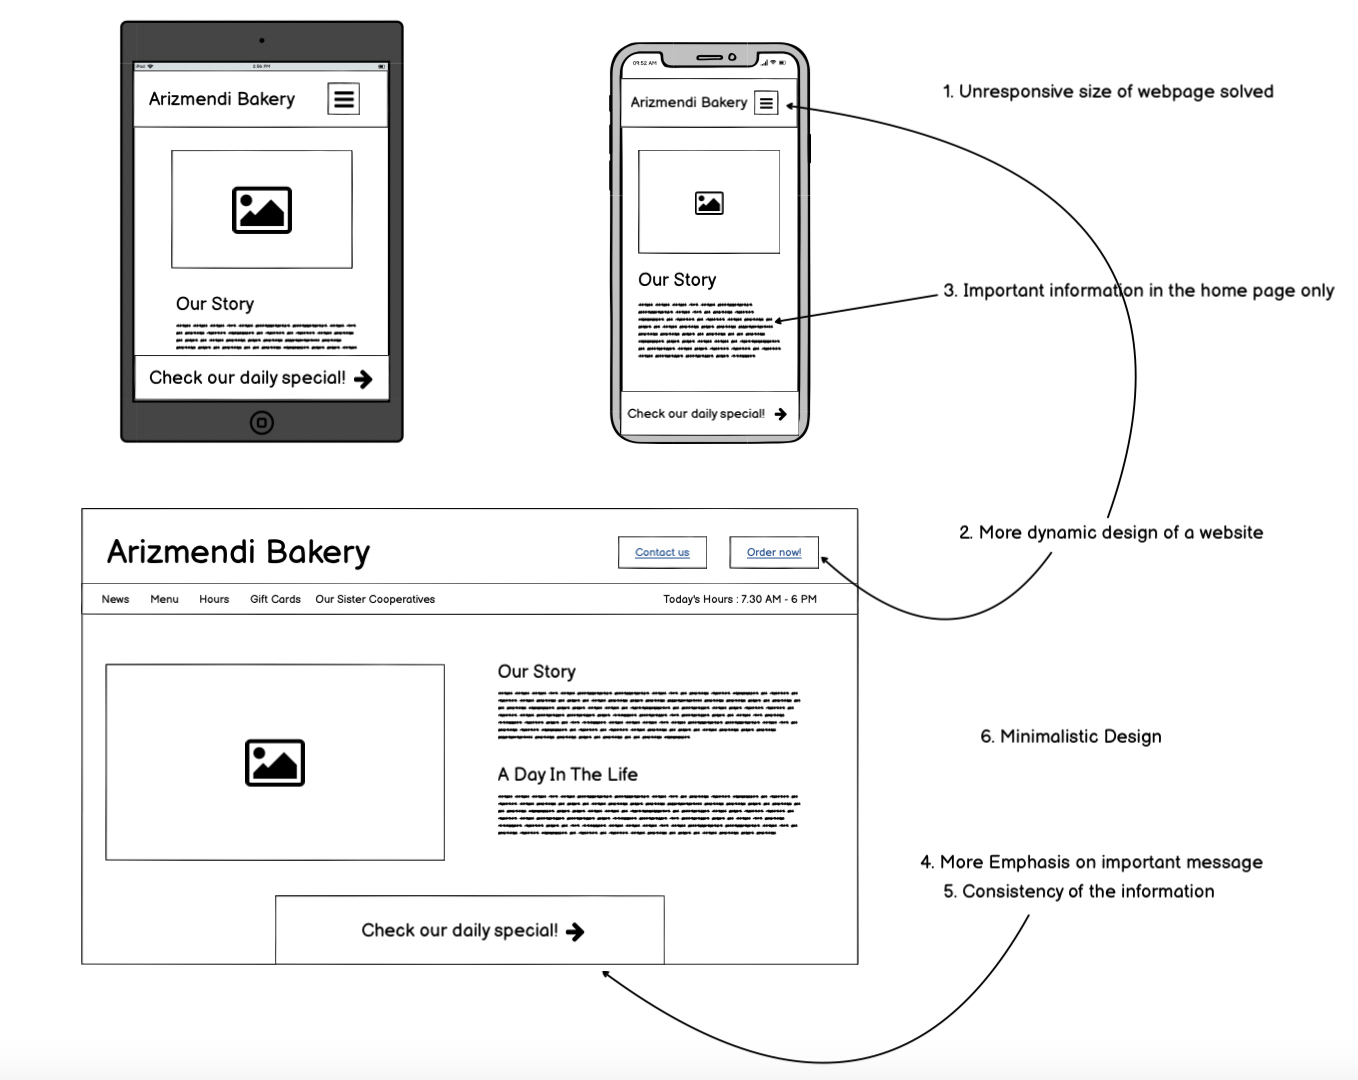 iPad
2:56 PM
Arizmendi Bakery
Our Story
Check our daily special!
09:52 AM
Arizmendi Bakery
Our Story
Check our daily special!
1. Unresponsive size of webpage solved
3. Important information in the home page only
2. More dynamic design of a website
Arizmendi Bakery
Contact us
Order now!
News
Menu
Hours
Gift Cards
Our Sister Cooperatives
Today's Hours : 7.30 AM - 6 PM
Our Story
A Day In The Life
Check our daily special!
6. Minimalistic Design
4. More Emphasis on important message
5. Consistency of the information